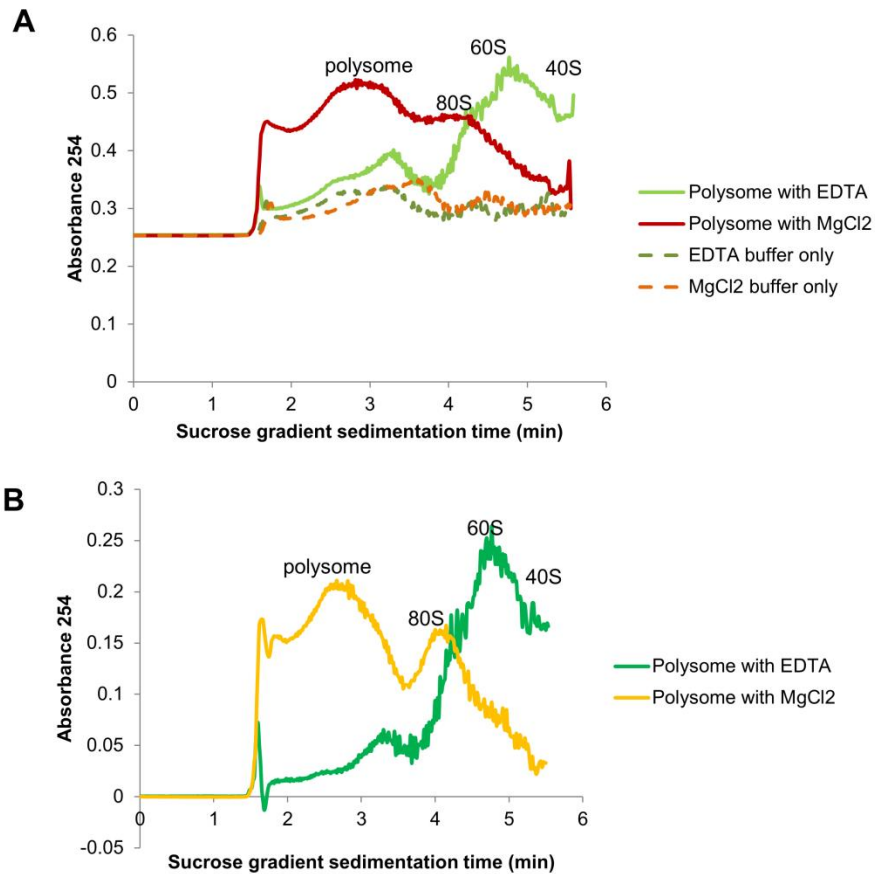 A
0.6
0.5
0.4
0.3
0.2
0.1
0
Absorbance 254
polysome
80S
60S
40S
0 1 2 3 4 5 6
Sucrose gradient sedimentation time (min)
Polysome with EDTA
Polysome with MgCl2
EDTA buffer only
MgCl2 buffer only
B
0.3
0.25
0.2
0.15
0.1
0.05
0
-0.05
Absorbance 254
polysome
80S
60S
40S
0 1 2 3 4 5 6
Sucrose gradient sedimentation time (min)
Polysome with EDTA
Polysome with MgCl2